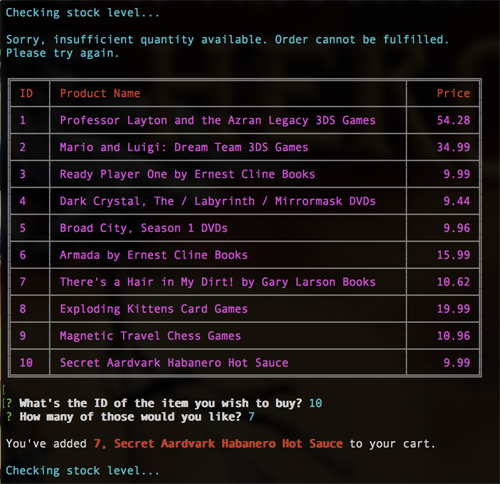 Checking stock level...
Sorry, insufficient quantity available. Order cannot be fulfilled.
Please try again.
ID Product Name Price
1 Professor Layton and the Azran Legacy 3DS Games 54.28
2 Mario and Luigi: Dream Team 3DS Games 34.99
3 Ready Player One by Ernest Cline Books 9.99
4 Dark Crystal, The / Labyrinth / Mirrormask DVDs 9.44
5 Broad City, Season 1 DVDs 9.96
6 Armada by Ernest Cline Books 15.99
7 There's a Hair in My Dirt! by Gary Larson Books 10.62
8 Exploding Kittens Card Games 19.99
9 Magnetic Travel Chess Games 10.96
10 Secret Aardvark Habanero Hot Sauce 9.99
? What's the ID of the item you wish to buy? 10
? How many of those would you like? 7
You've added 7, Secret Aardvark Habanero Hot Sauce to your cart.
Checking stock level...